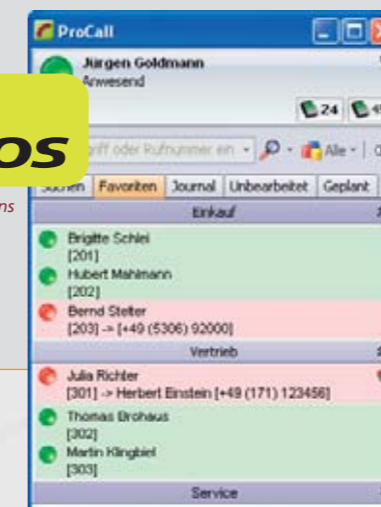 ProCall
Jürgen Goldmann
Anwesend
24
os
griff oder Rufnummer ein
Alle
ns
Suchen Favoriten Journal Unbearbeitet Geplant
Einkauf
Brigitte Schlei
[201]
Hubert Mahlmann
[202]
Bernd Stelter
[203] -> [+49 (5306) 92000]
Vertrieb
Julia Richter
[301] -> Herbert Einstein [+49 (171) 123456]
Thomas Brohaus
[302]
Martin Klingbiel
[303]
Service